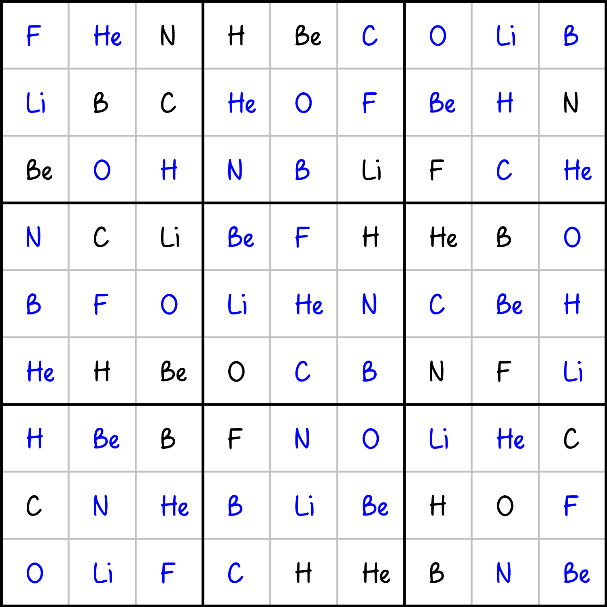 F He N H Be C O Li B
Li B C He O F Be H N
Be O H N B Li F C He
N C Li Be F H He B O
B F O Li He N C Be H
He H Be O C B N F Li
H Be B F N O Li He C
C N He B Li Be H O F
O Li F C H He B N Be